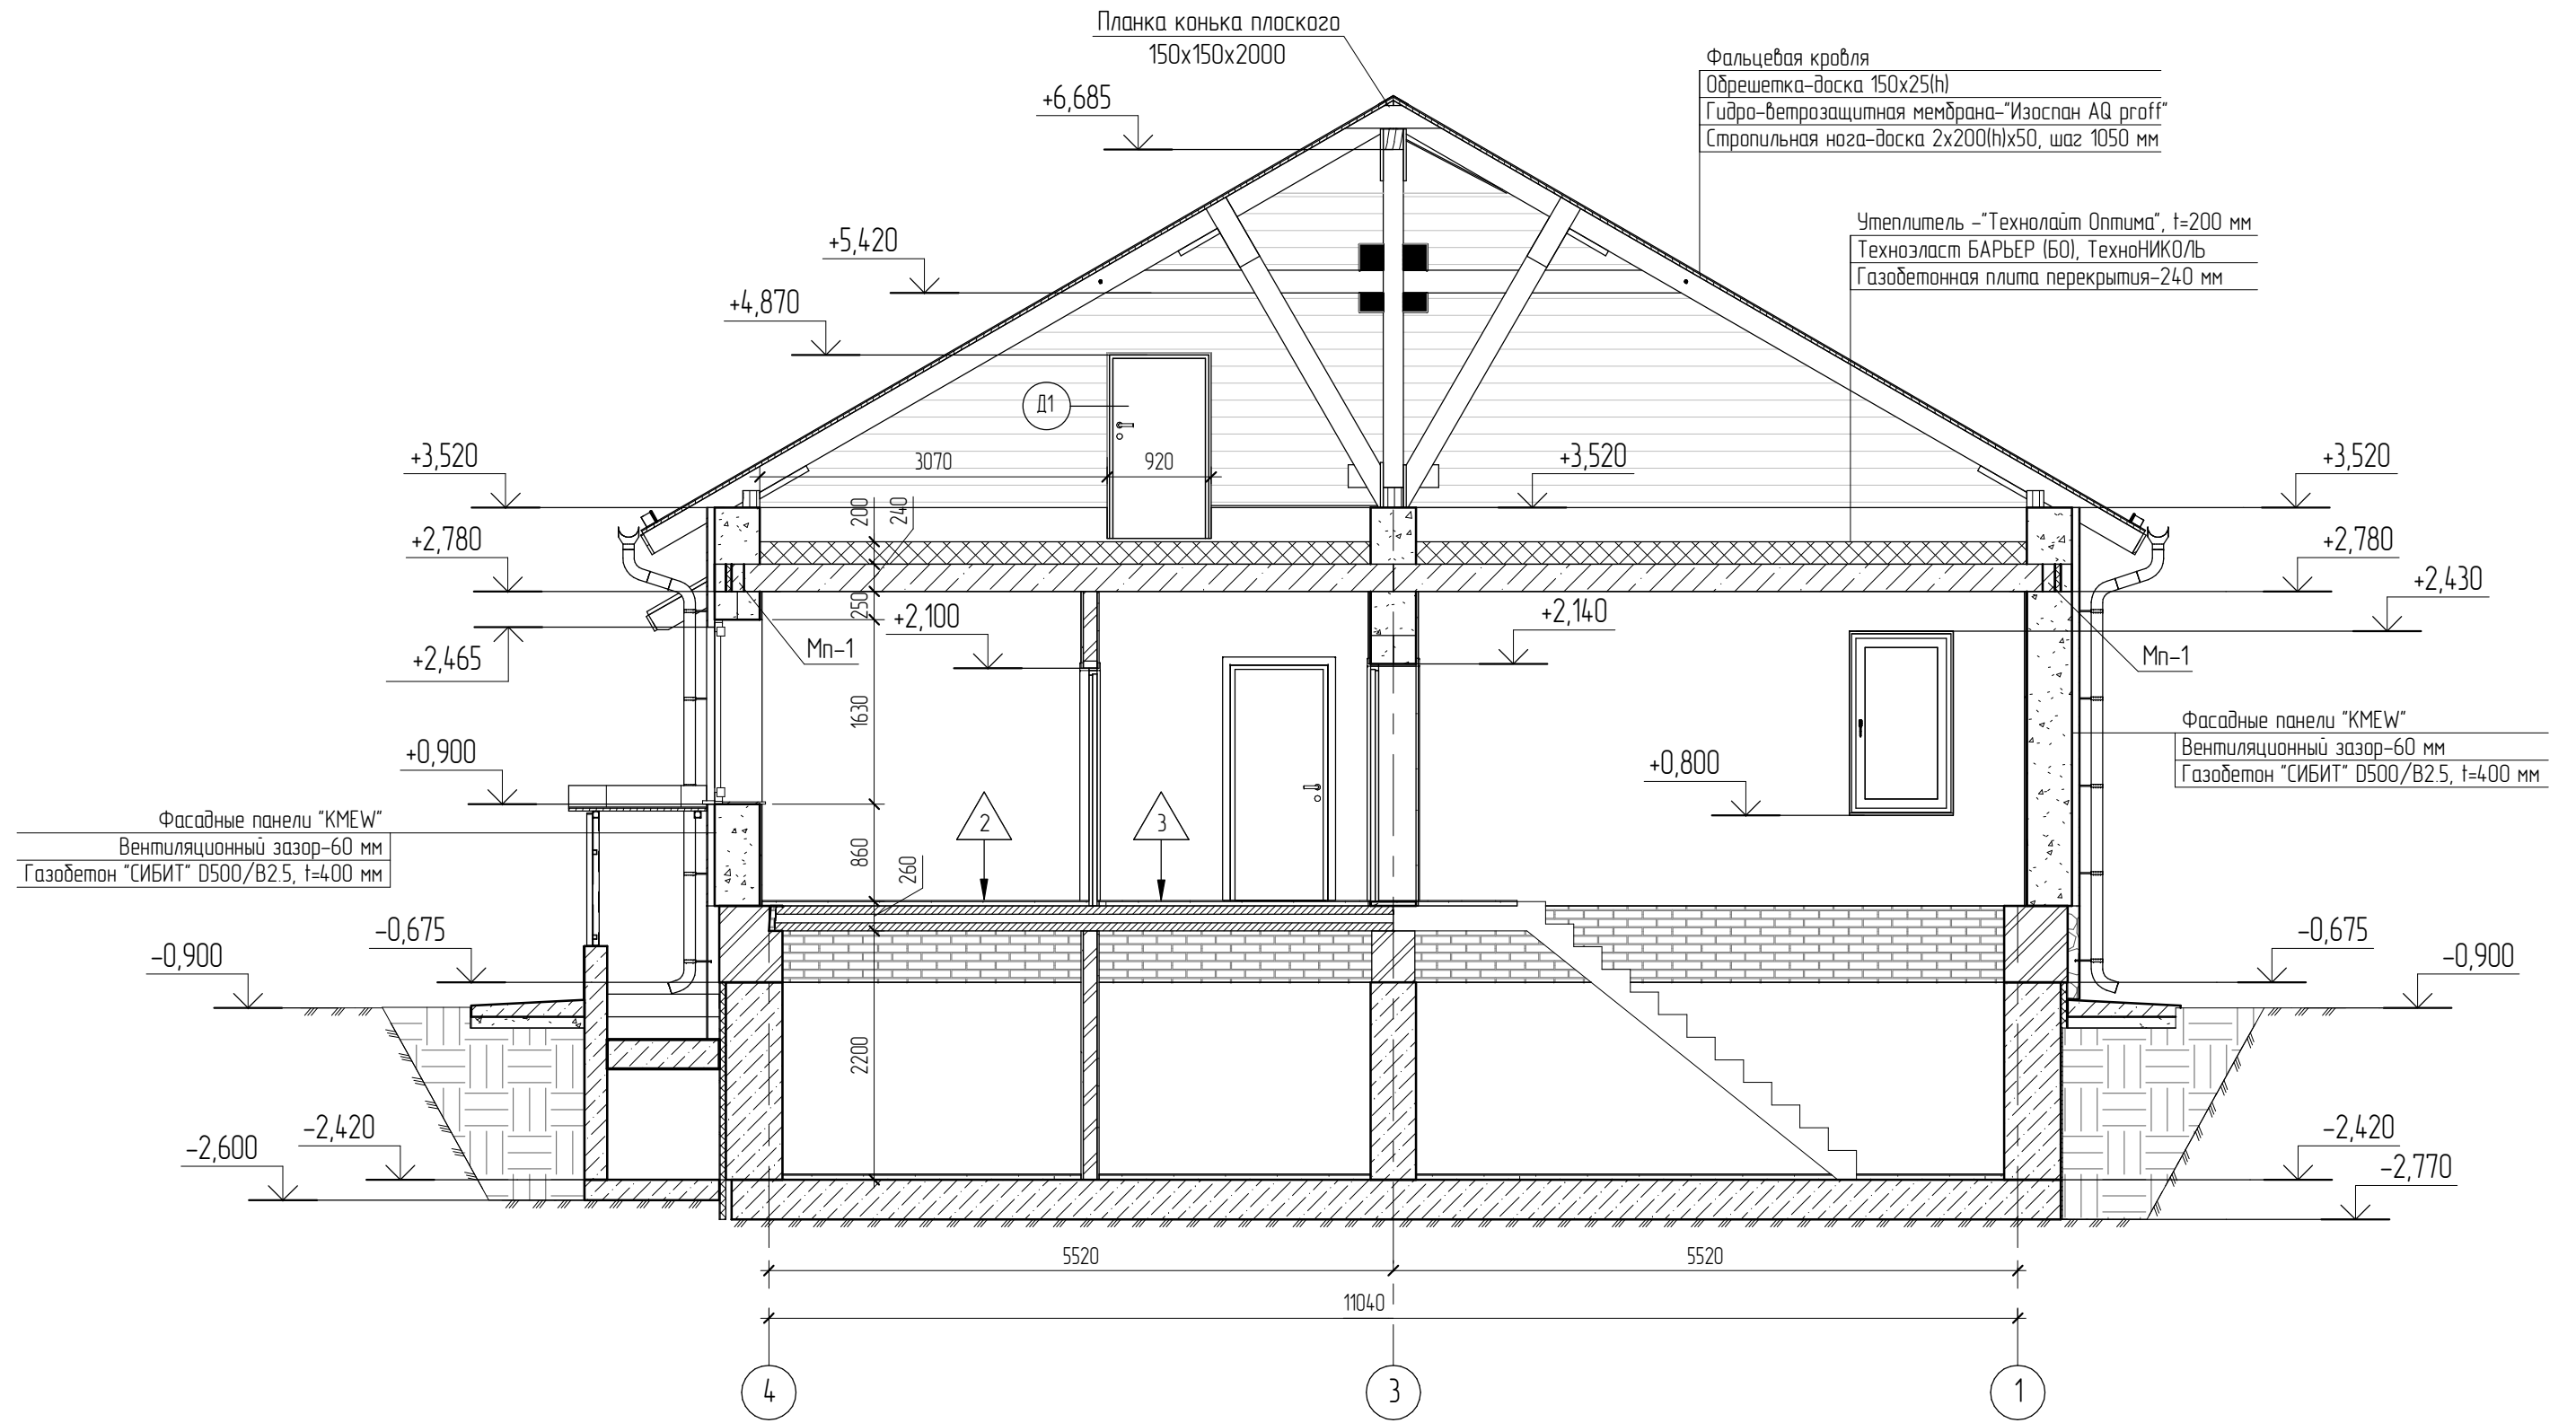 Планка конька плоского
150х150х2000
Фальцевая кровля
Обрешетка-доска 150х25(h)
Гидро-ветрозащитная мембрана-"Изоспан AQ proff"
Стропильная нога-доска 2х200(h)х50, шаг 1050 мм
+6,685
Утеплитель -"Технолайт Оптима", t=200 мм
Техноэласт БАРЬЕР (БО), ТехноНИКОЛЬ
Газобетонная плита перекрытия-240 мм
+5,420
+4,870
Д1
+3,520
3070
920
+3,520
+3,520
200
240
+2,780
+2,780
+2,430
250
+2,100
+2,140
Мп-1
Мп-1
+2,465
1630
Фасадные панели "KMEW"
Вентиляционный зазор-60 мм
Газобетон "СИБИТ" D500/В2.5, t=400 мм
+0,900
+0,800
Фасадные панели "KMEW"
Вентиляционный зазор-60 мм
Газобетон "СИБИТ" D500/В2.5, t=400 мм
2
3
860
260
-0,675
-0,900
-0,675
-0,900
2200
-2,420
-2,600
-2,420
-2,770
5520
5520
11040
4
3
1